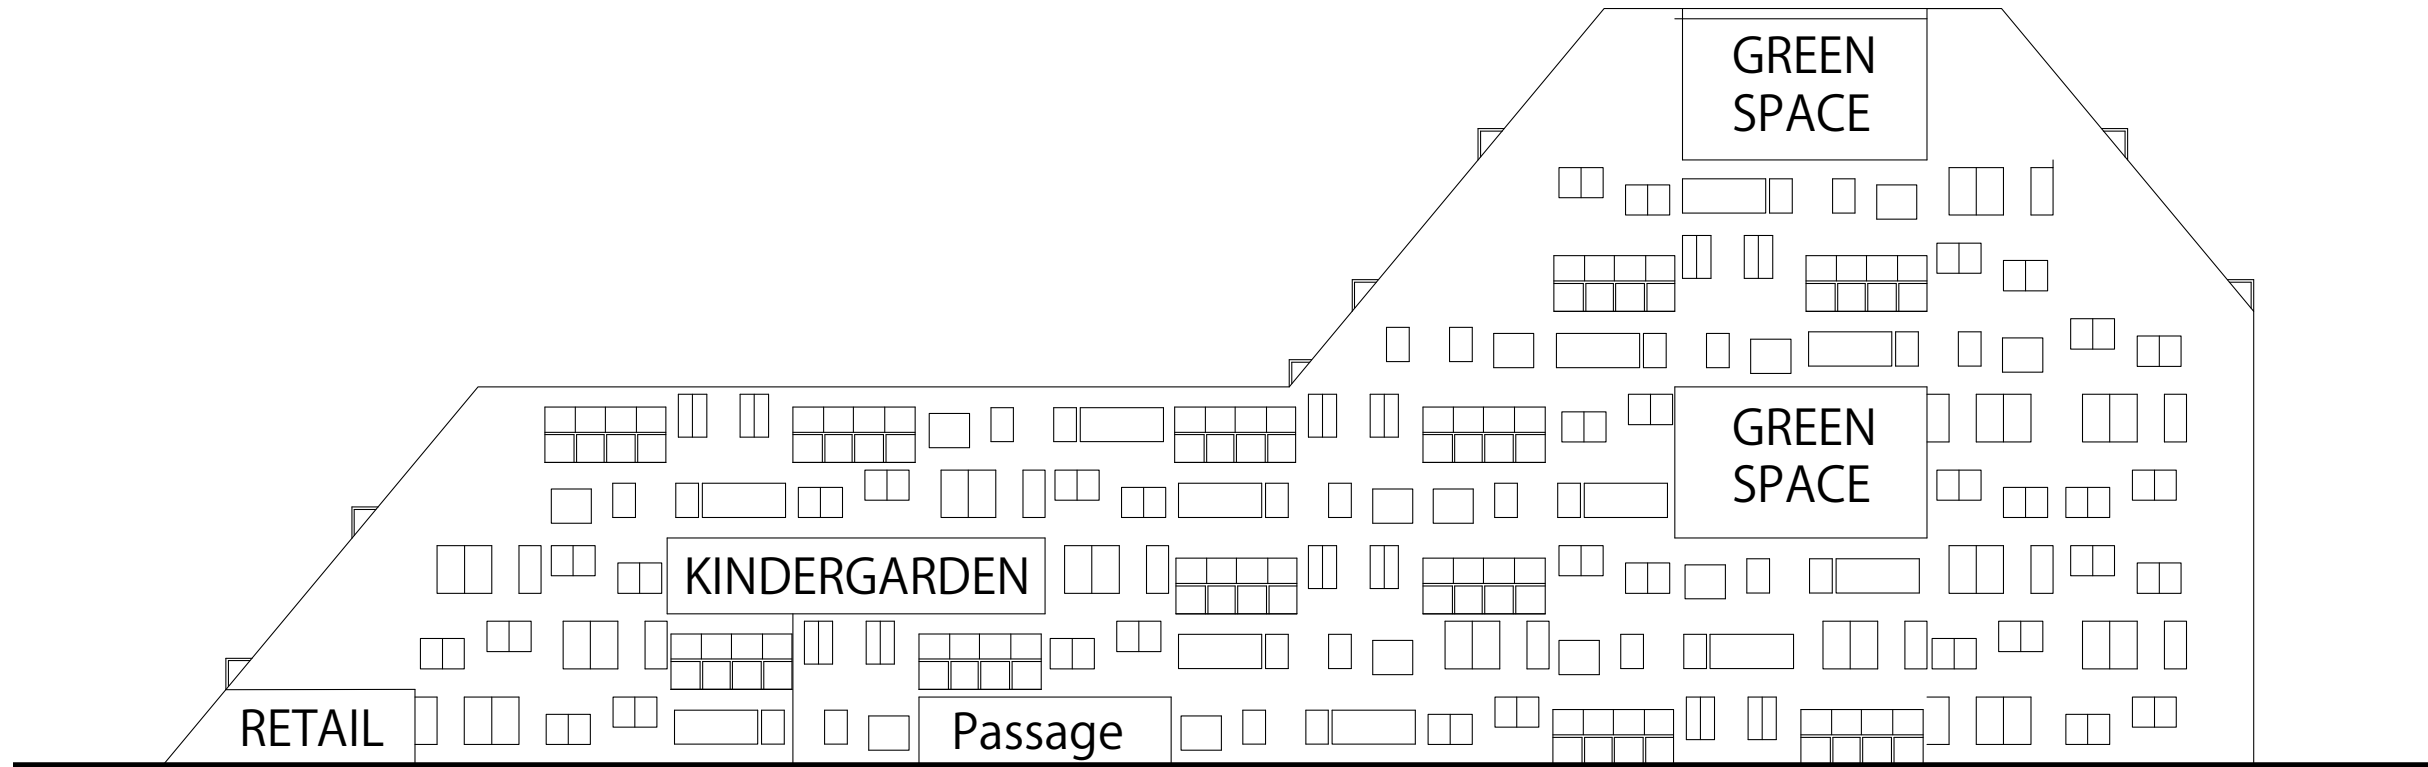 GREEN
SPACE
GREEN
SPACE
KINDERGARDEN
RETAIL
Passage